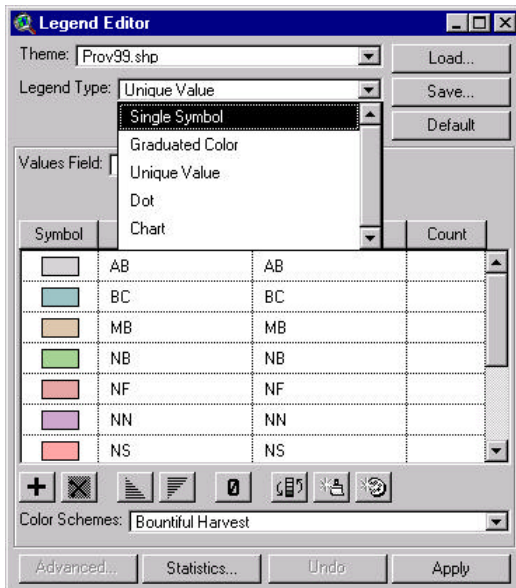 Legend Editor
Theme: Prov99.shp
Load...
Legend Type: Unique Value
Save...
Single Symbol
Default
Graduated Color
Values Field:
Unique Value
Dot
Chart
Symbol
Count
AB AB
BC BC
MB MB
NB NB
NF NF
NN NN
NS NS
0
Color Schemes: Bountiful Harvest
Advanced... Statistics... Undo Apply